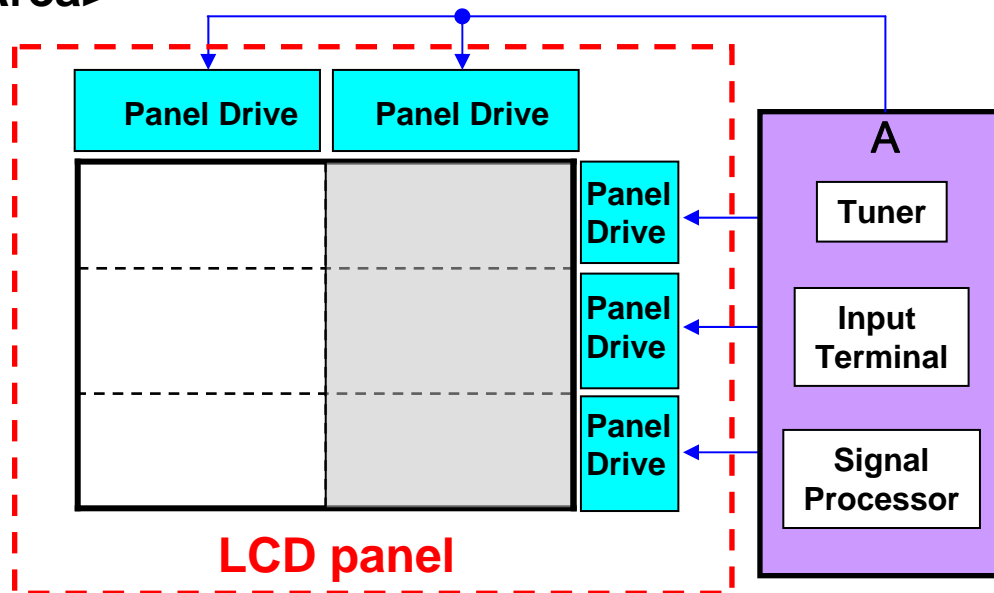 Panel Drive
Panel Drive
A
Panel
Drive
Tuner
Panel
Drive
Input
Terminal
Panel
Drive
Signal
Processor
LCD panel